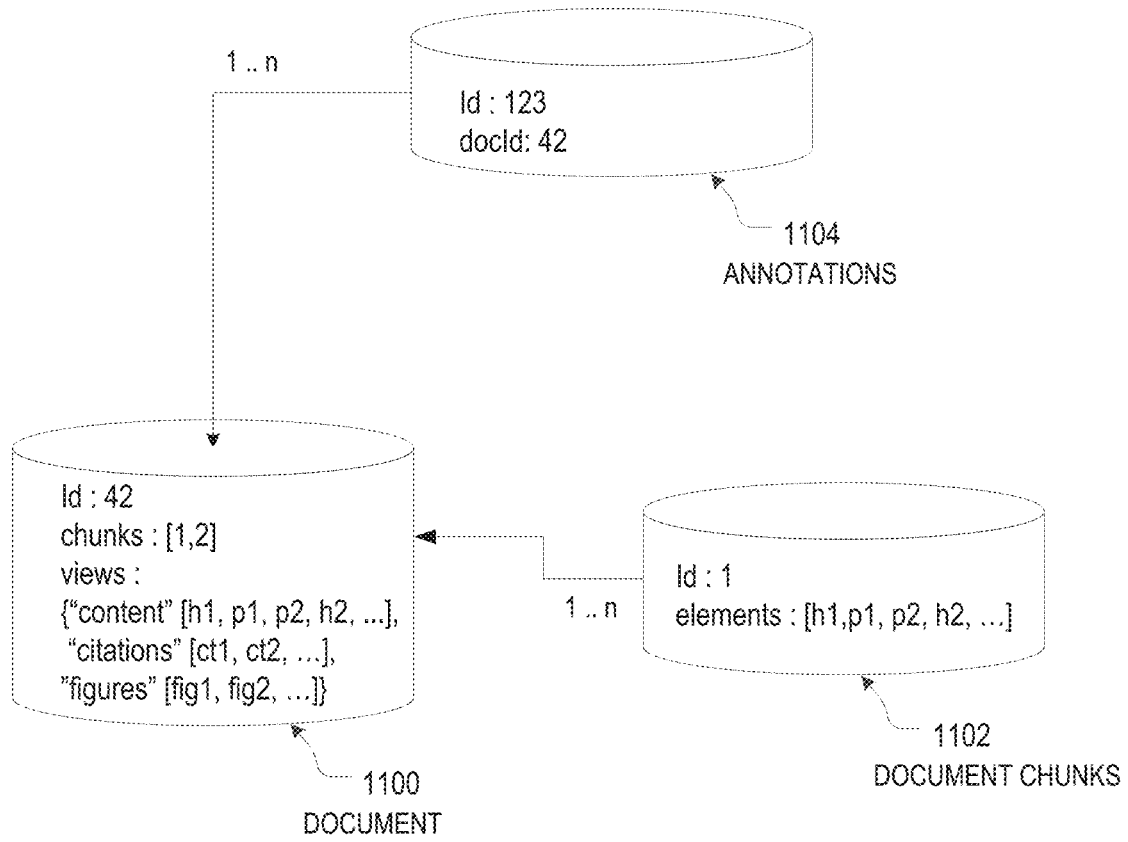 1 .. n
Id : 123
docId: 42
1104
ANNOTATIONS
Id : 42
chunks : [1,2]
views :
{“content” [h1, p1, p2, h2, ...],
“citations” [ct1, ct2, ...],
”figures” [fig1, fig2, ...]}
1100
DOCUMENT
1 .. n
Id : 1
elements : [h1,p1, p2, h2, ...]
1102
DOCUMENT CHUNKS